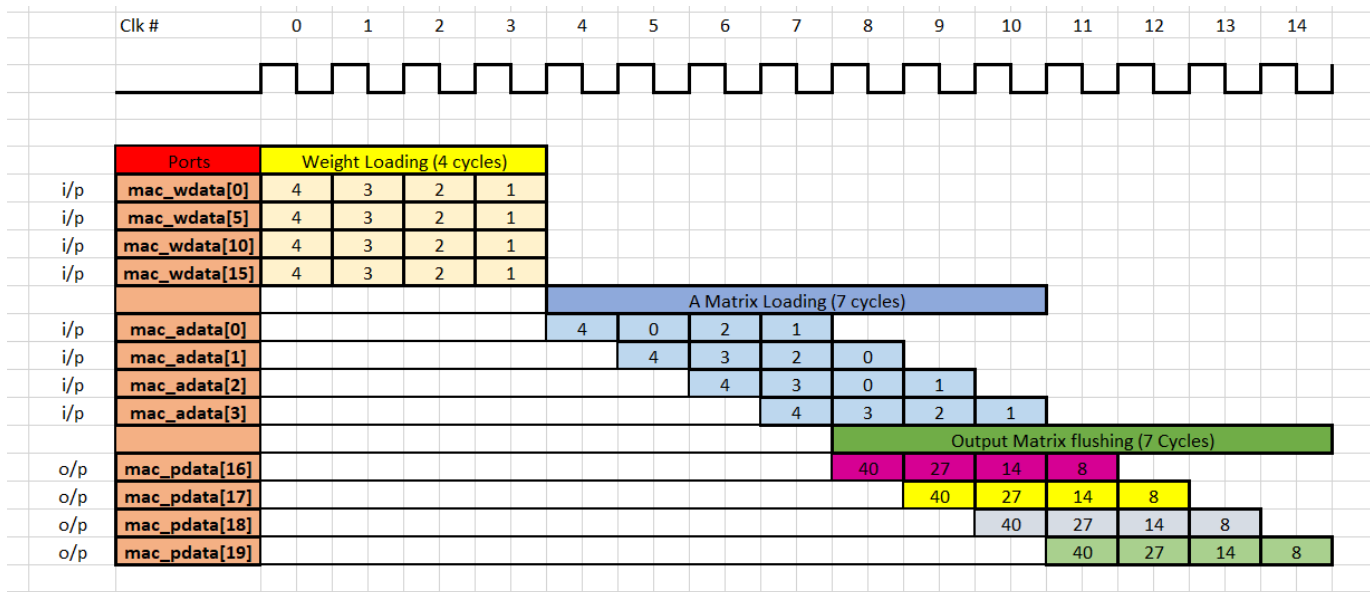 Clk # 0 1 2 3 4 5 6 7 8 9 10 11 12 13 14
Ports Weight Loading (4 cycles)
i/p mac_wdata[0] 4 3 2 1
i/p mac_wdata[5] 4 3 2 1
i/p mac_wdata[10] 4 3 2 1
i/p mac_wdata[15] 4 3 2 1
A Matrix Loading (7 cycles)
i/p mac_adata[0] 4 0 2 1
i/p mac_adata[1] 4 3 2 0
i/p mac_adata[2] 4 3 0 1
i/p mac_adata[3] 4 3 2 1
Output Matrix flushing (7 Cycles)
o/p mac_pdata[16] 40 27 14 8
o/p mac_pdata[17] 40 27 14 8
o/p mac_pdata[18] 40 27 14 8
o/p mac_pdata[19] 40 27 14 8